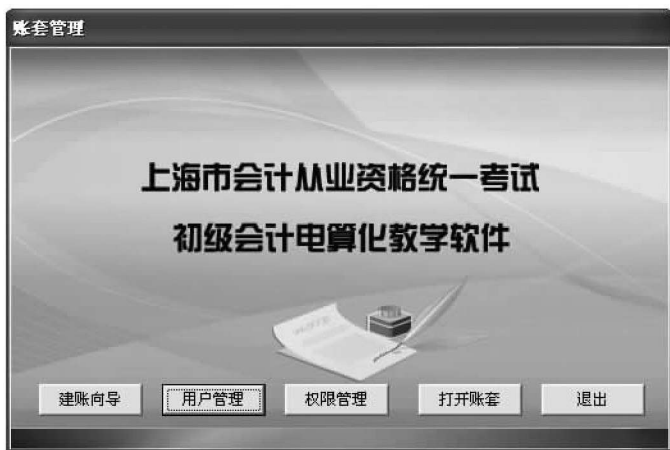 账套管理
上海市会计从业资格统一考试
初级会计电算化教学软件
建账向导 用户管理 权限管理 打开账套 退出